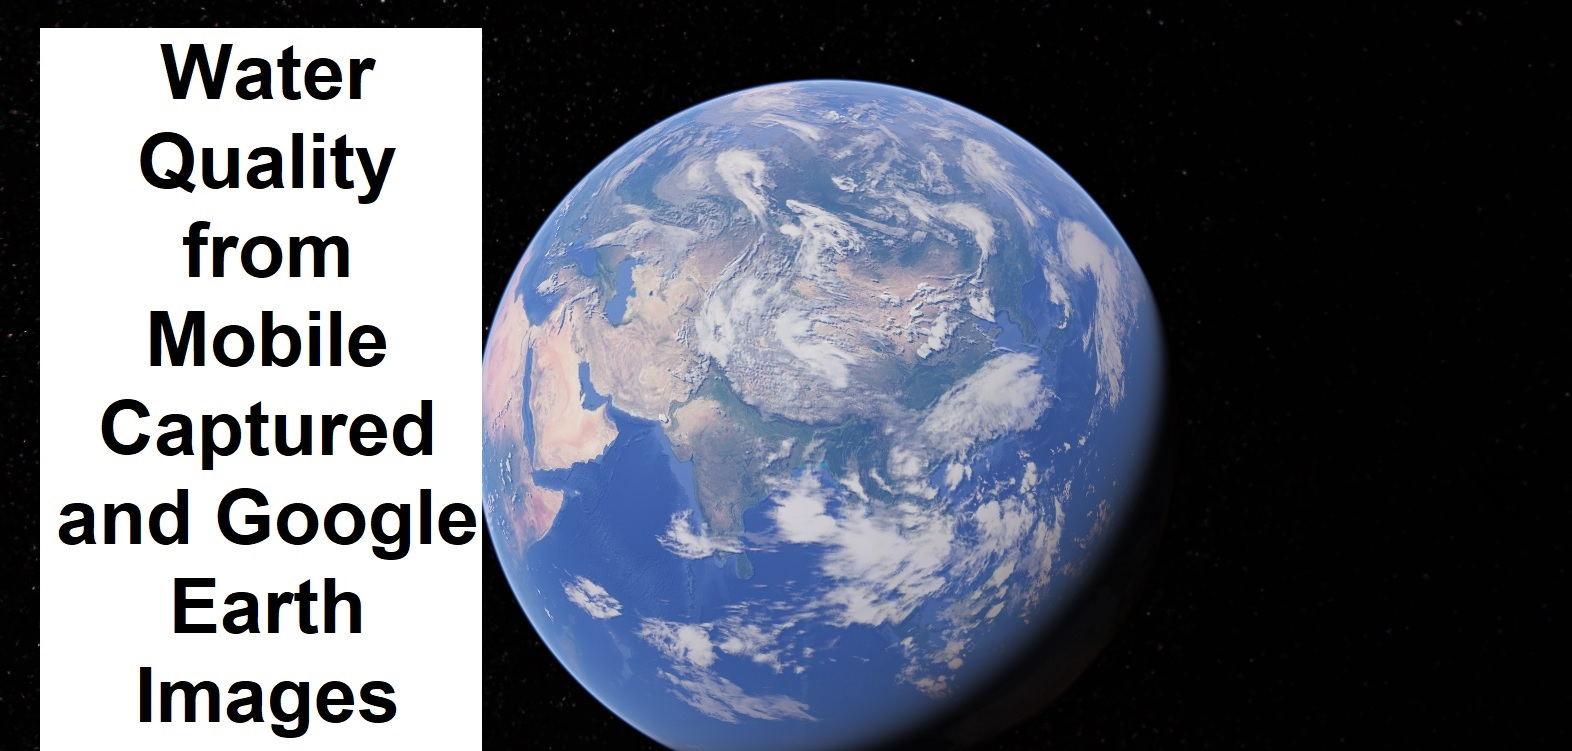 Water
Quality
from
Mobile
Captured
and Google
Earth
Images